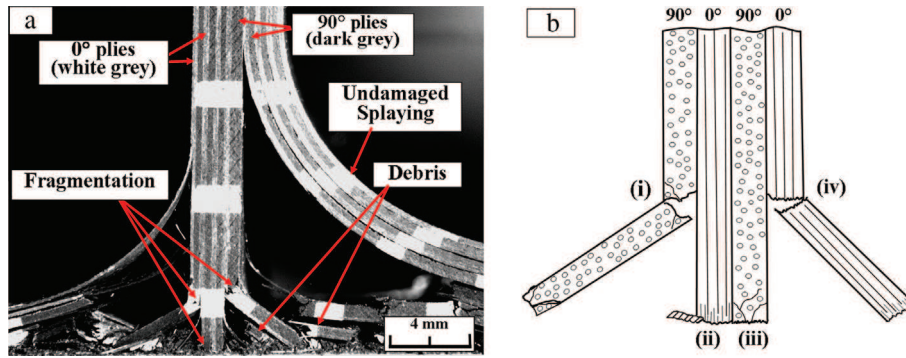 a
0° plies
(white grey)
90° plies
(dark grey)
Undamaged
Splaying
Fragmentation
Debris
4 mm
b
90° 0° 90° 0°
(i)
(iv)
(ii)
(iii)